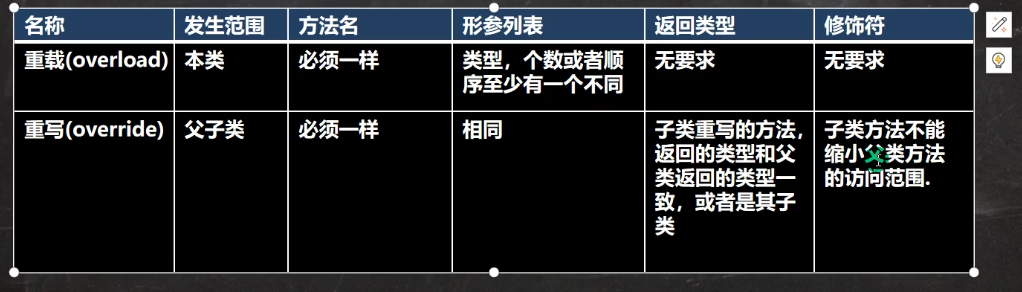 名称 发生范围 方法名 形参列表 返回类型 修饰符
重载(overload) 本类 必须一样 类型，个数或者顺 无要求 无要求
序至少有一个不同
重写(override) 父子类 必须一样 相同 子类重写的方法， 子类方法不能
返回的类型和父 缩小父类方法
类返回的类型一 的访问范围.
致，或者是其子
类